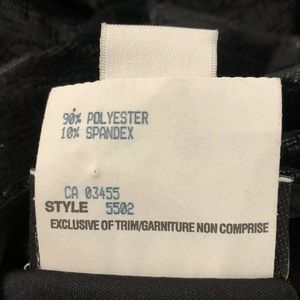 90% POLYESTER
10% SPANDEX
CA 03455
STYLE 5502
EXCLUSIVE OF TRIM/GARNITURE NON COMPRISE